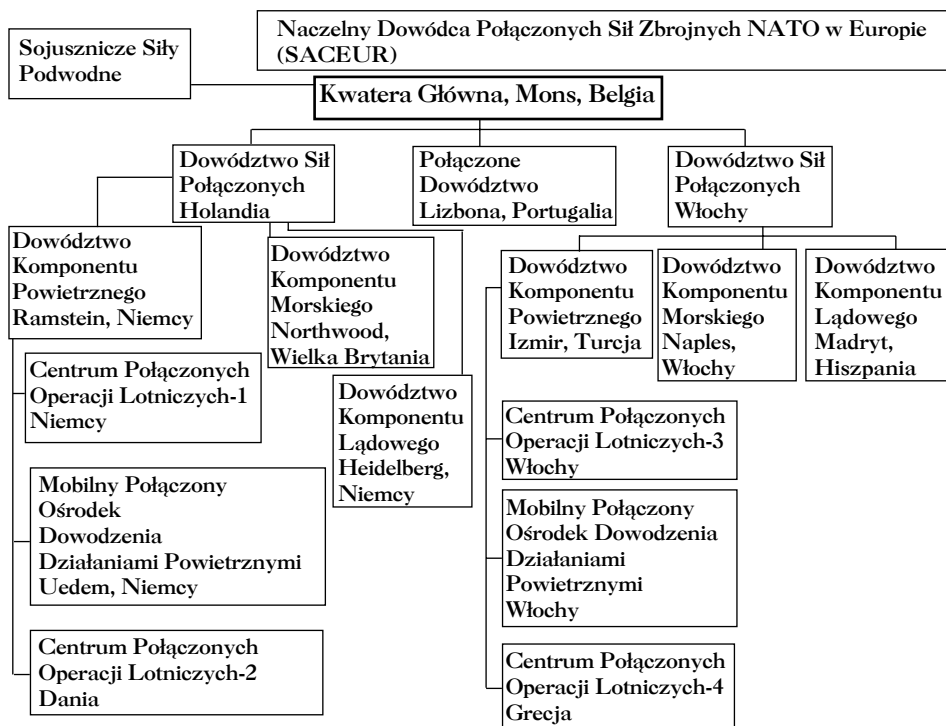 Naczelny Dowódca Połączonych Sił Zbrojnych NATO w Europie
(SACEUR)
Sojusznicze Siły
Podwodne
Kwatera Główna, Mons, Belgia
Dowództwo Sił
Połączonych
Holandia
Połączone
Dowództwo
Lizbona, Portugalia
Dowództwo Sił
Połączonych
Włochy
Dowództwo
Komponentu
Powietrznego
Ramstein, Niemcy
Dowództwo
Komponentu
Morskiego
Northwood,
Wielka Brytania
Dowództwo
Komponentu
Lądowego
Heidelberg,
Niemcy
Dowództwo
Komponentu
Powietrznego
Izmir, Turcja
Dowództwo
Komponentu
Morskiego
Naples,
Włochy
Dowództwo
Komponentu
Lądowego
Madryt,
Hiszpania
Centrum Połączonych
Operacji Lotniczych-1
Niemcy
Mobilny Połączony
Ośrodek
Dowodzenia
Działaniami Powietrznymi
Uedem, Niemcy
Centrum Połączonych
Operacji Lotniczych-2
Dania
Centrum Połączonych
Operacji Lotniczych-3
Włochy
Mobilny Połączony
Ośrodek Dowodzenia
Działaniami
Powietrznymi
Włochy
Centrum Połączonych
Operacji Lotniczych-4
Grecja